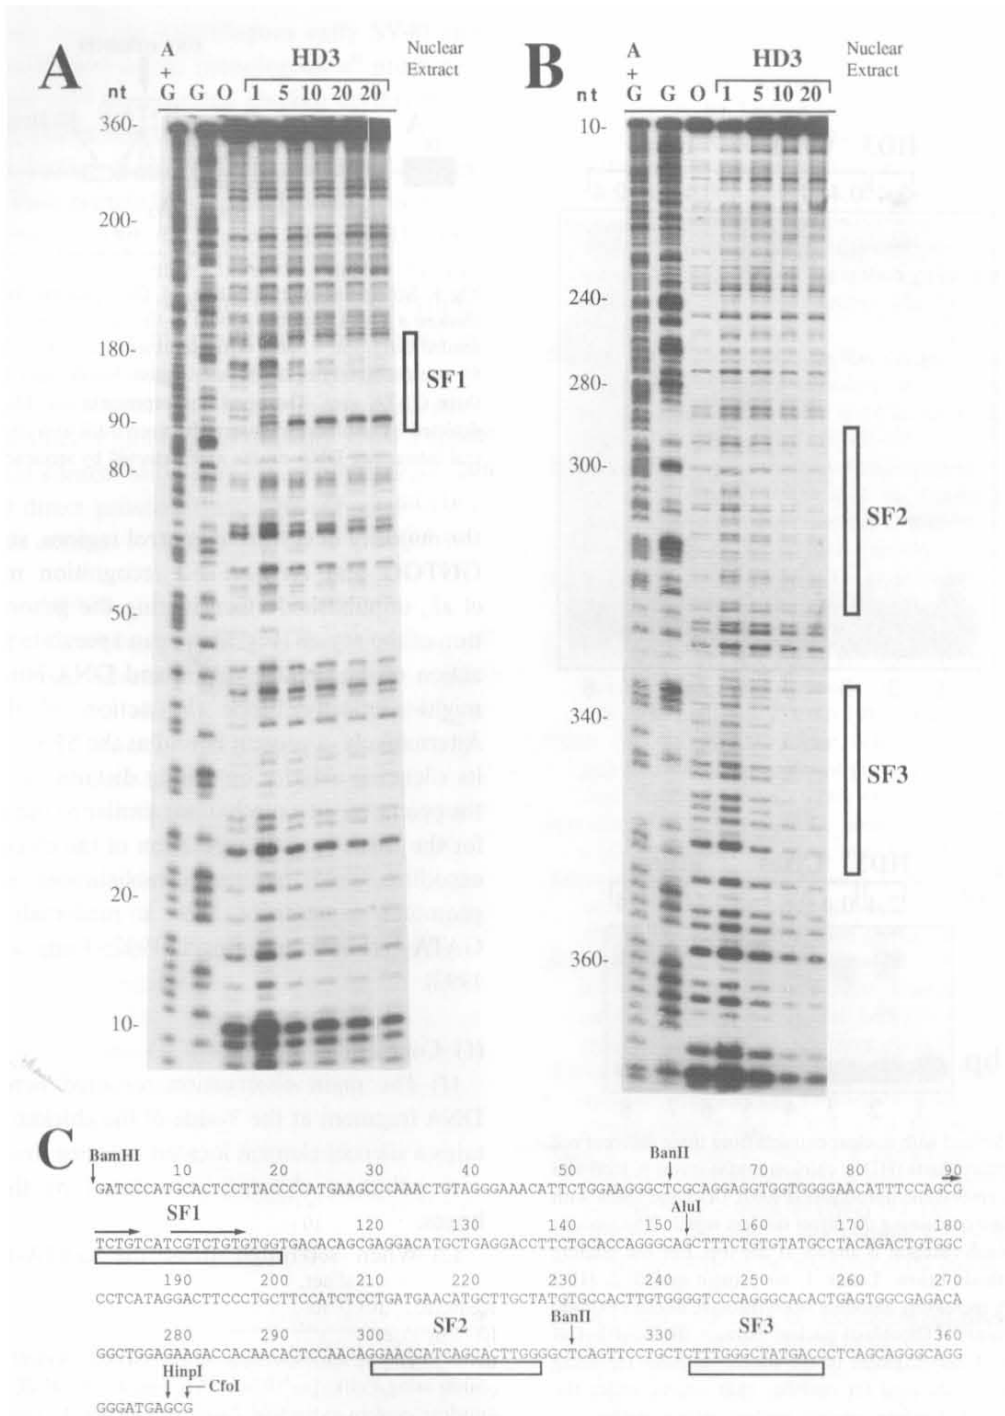 A
A
+
G G O 1 5 10 20 20
HD3
Nuclear
Extract
nt
360-
200-
180-
90-
80-
50-
20-
10-
SF1
B
A
+
G G O 1 5 10 20
HD3
Nuclear
Extract
nt
10-
240-
280-
300-
340-
360-
SF2
SF3
C
BamHI 10 20 30 40 50 BanII 70 80 90
GATCCCATGCACTCCTTACCCCATGAAGCCCAAACTGTAGGGAAACATTCTGGAAGGGCTCGCAGGAGTTGGTGGGGAACATTTCCAGCG
SF1 120 130 140 150 AluI 160 170 180
TCTGTCATCGTCTGTGTGGTGACACAGCGAGGACATGCTGAGGACCTTCTGCACCAGGGCAGCTTTCTGTGTATGCCTACAGACTGTGGC
190 200 210 220 230 240 250 260 270
CCTCATAGGACTTCCCTGCTTCCATCTCCTGATGAACATGCTTGCTATGTGCCACTTGTGGGGTCCCAGGGCACACTGAGTGGCGAGACA
280 290 300 SF2 BanII 330 SF3 360
GGCTGGAGAAGACCACAACACTCCAACAGGAACCATCAGCACTTGGGGCTCAGTTCCTGCTCTTTGGGCTATGACCCTCAGCAGGGCAGG
HinpI CfoI
GGGATGAGCG